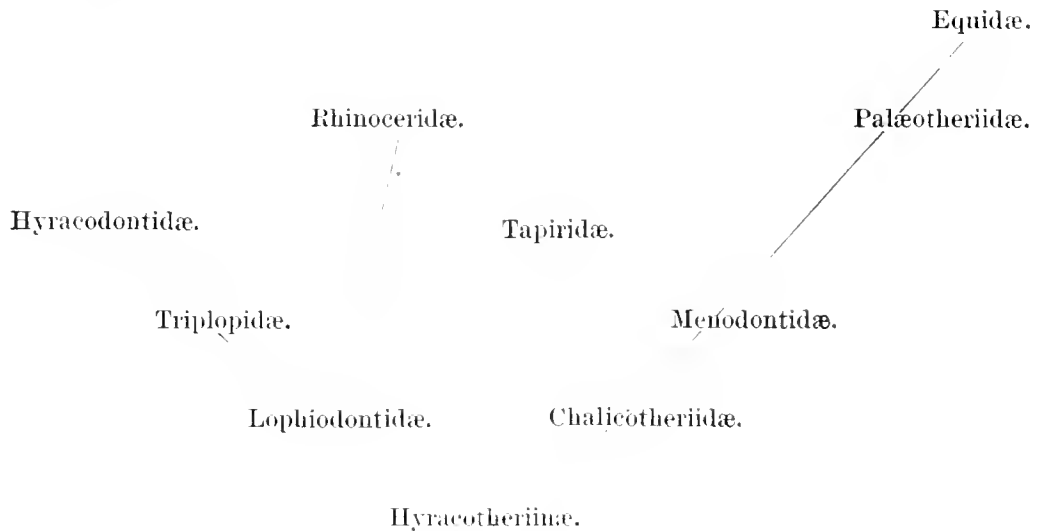 Equidæ.
Rhinoceridæ. Palæotheriidæ.
Hyracodontidæ. Tapiridæ.
Triplopidæ. Menodontidæ.
Lophiodontidæ. Chalicotheriidæ.
Hyracotheriinæ.